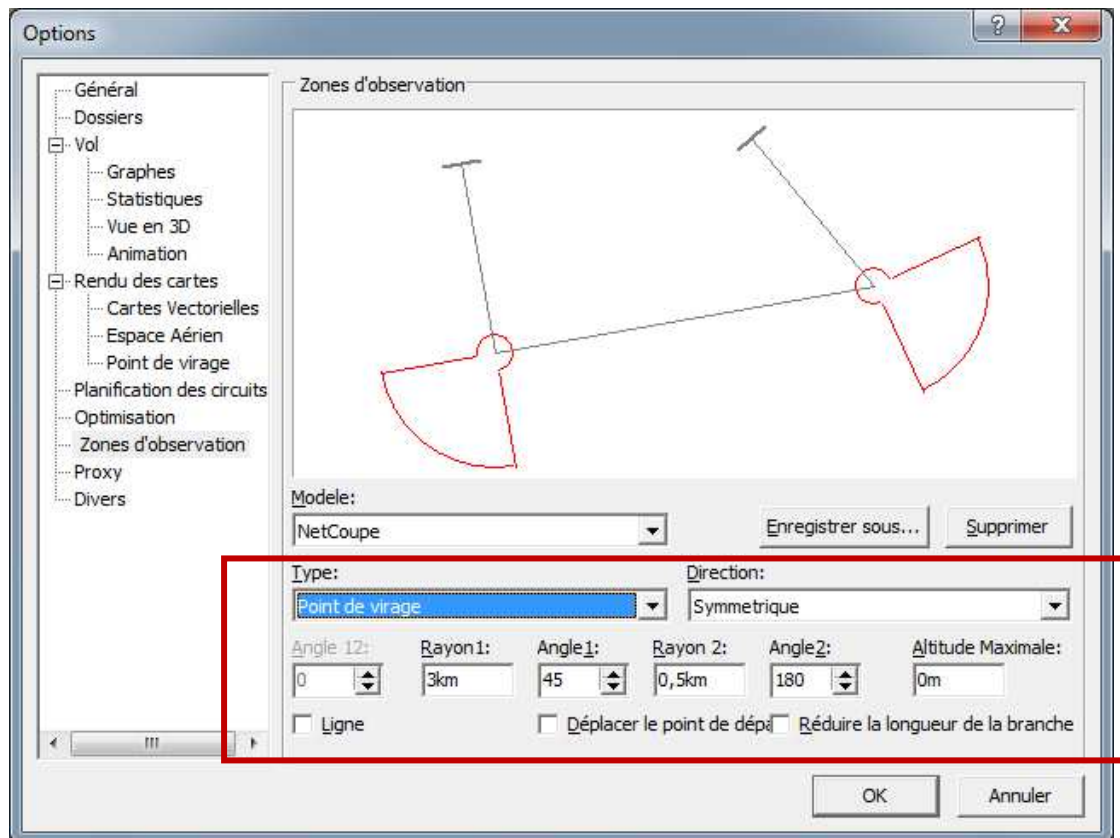 Options
Général
Dossiers
Vol
Graphes
Statistiques
Vue en 3D
Animation
Rendu des cartes
Cartes Vectorielles
Espace Aérien
Point de virage
Planification des circuits
Optimisation
Zones d'observation
Proxy
Divers
Zones d'observation
Modele:
NetCoupe
Enregistrer sous...
Supprimer
Type:
Direction:
Point de virage
Symmetrique
Angle 12:
Rayon1:
Angle1:
Rayon 2:
Angle2:
Altitude Maximale:
0
3km
45
0,5km
180
0m
Ligne
Déplacer le point de dépa
Réduire la longueur de la branche
OK
Annuler